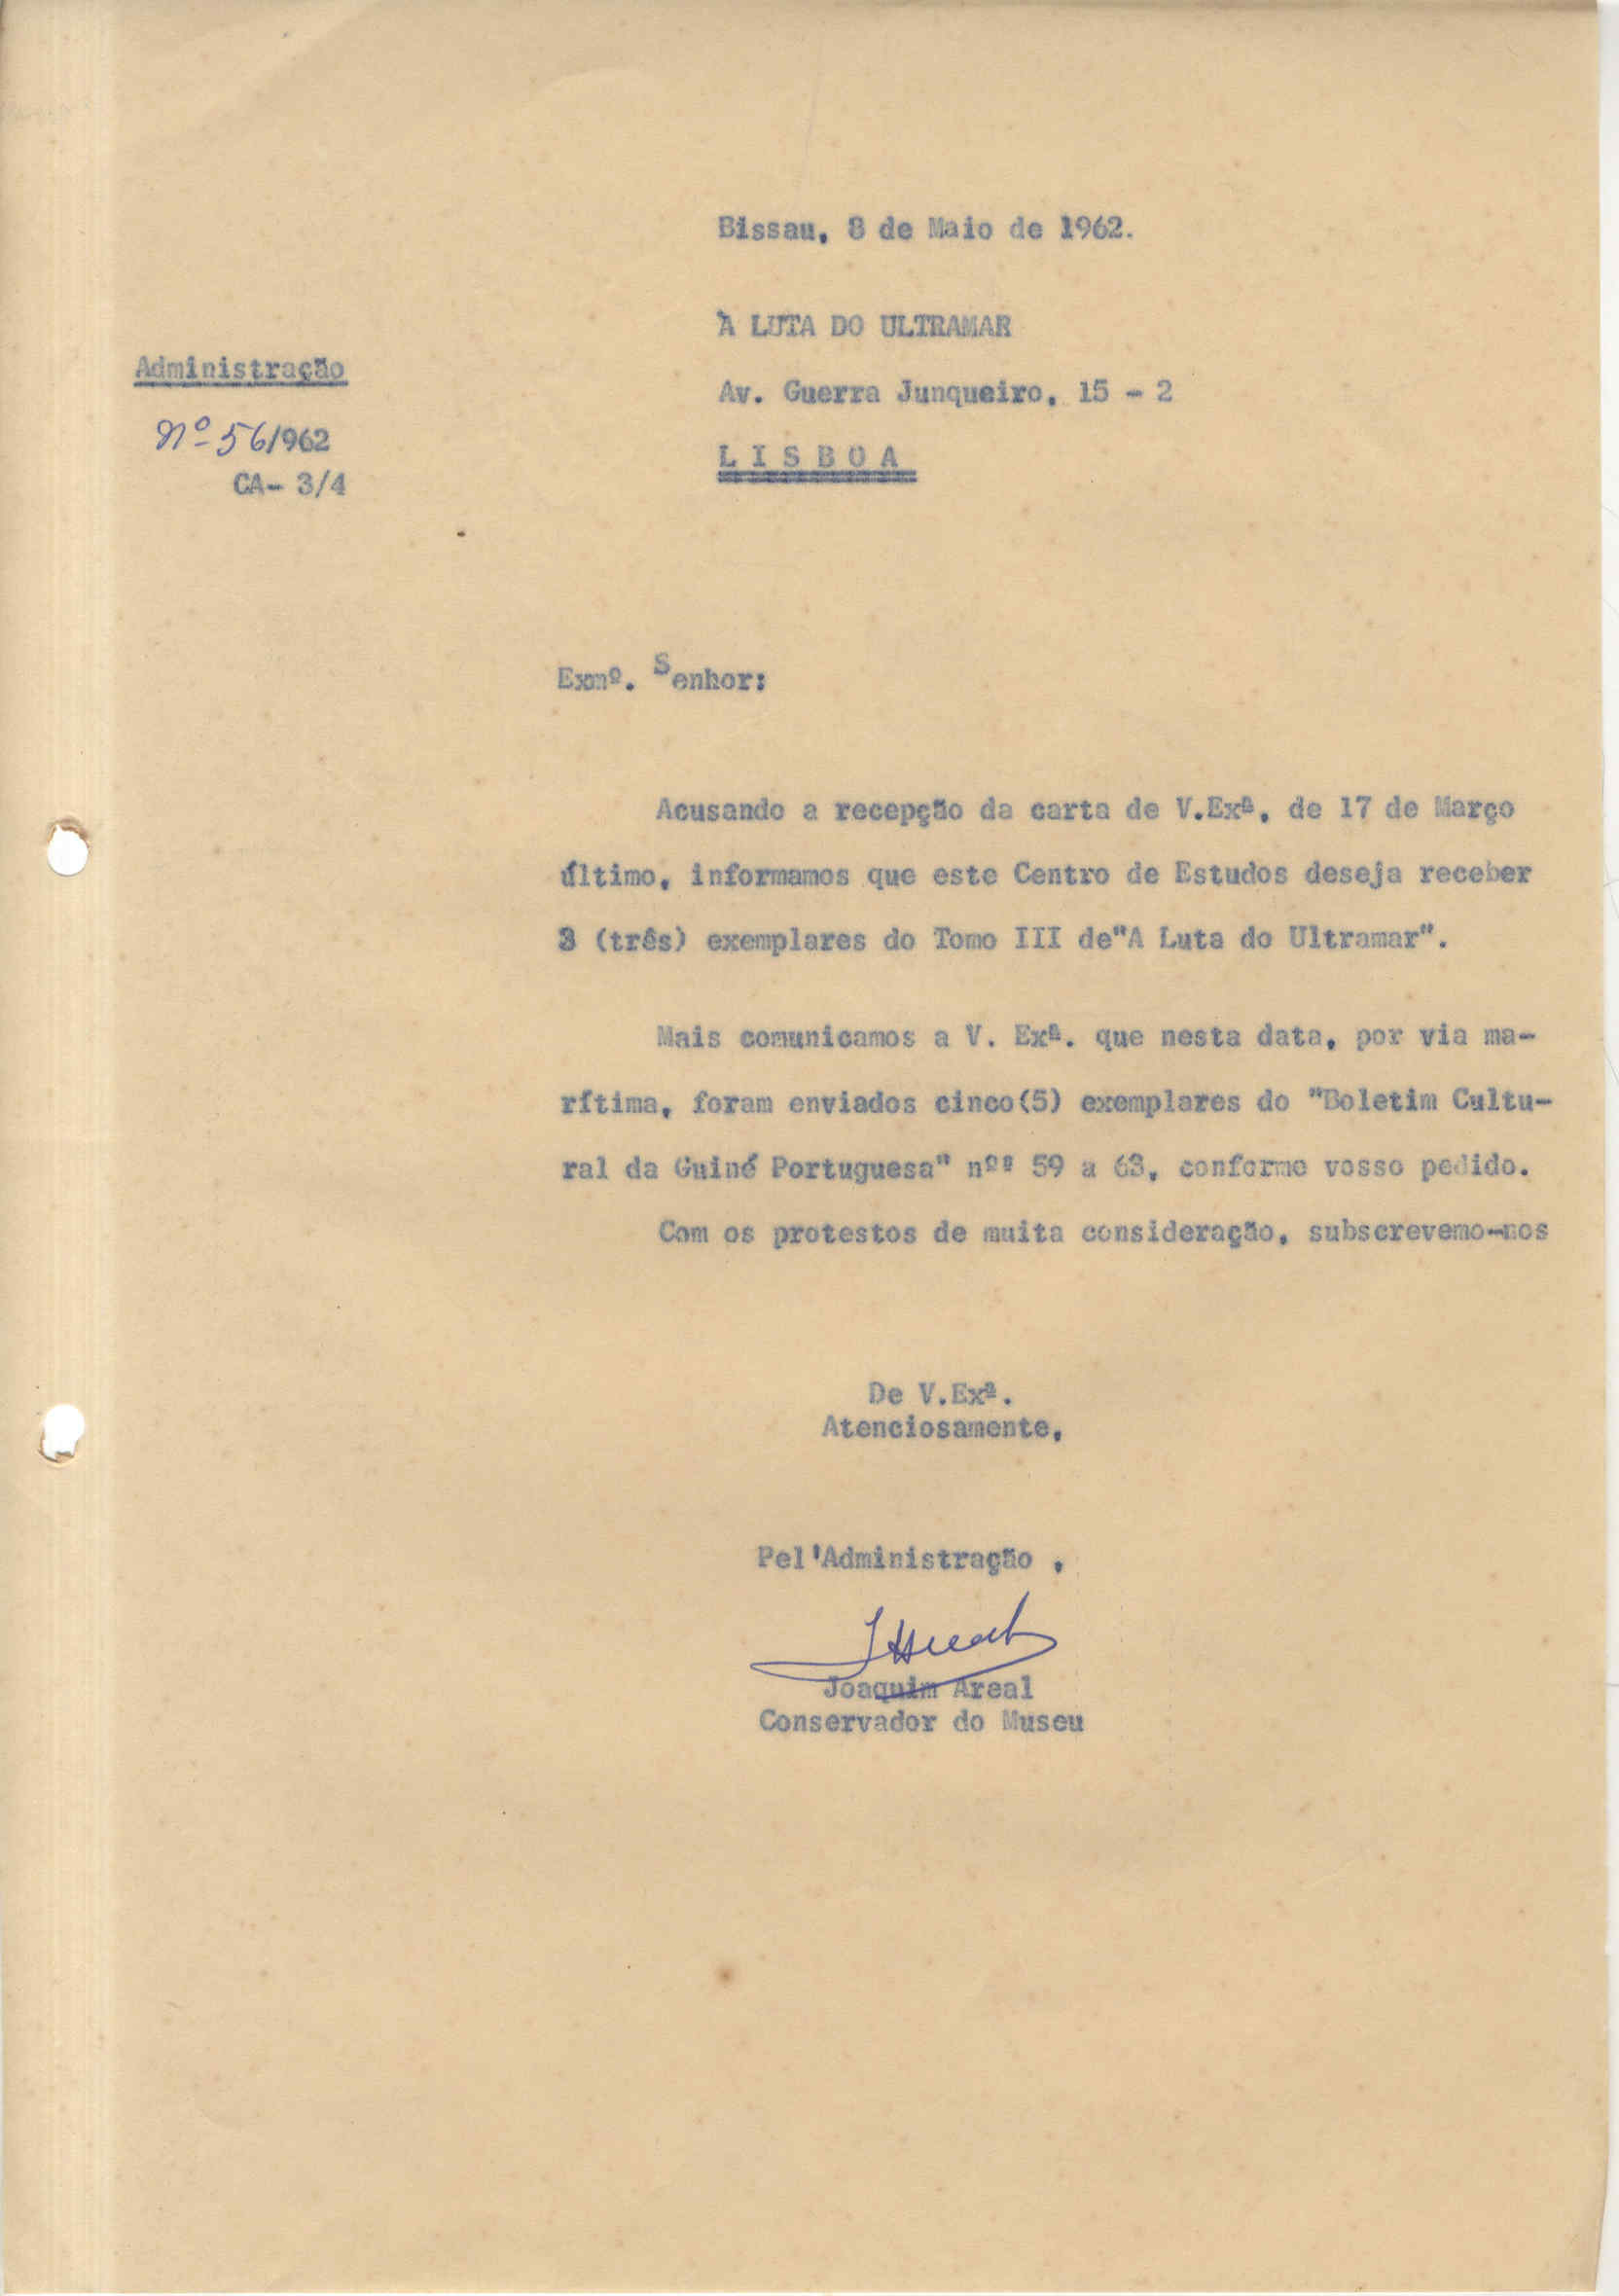 Bissau, 8 de Maio de 1962.
À LUTA DO ULTRAMAR
Administração
Av. Guerra Junqueiro, 15 - 2
Nº 56/962
LISBOA
CA- 3/4
Exmº. Senhor:
Acusando a recepção da carta de V.Exª. de 17 de Março
último, informamos que este Centro de Estudos deseja receber
3 (três) exemplares do Tomo III de"A Luta do Ultramar".
Mais comunicamos a V. Exª. que nesta data, por via ma-
rítima, foram enviados cinco(5) exemplares do "Boletim Cultu-
ral da Guiné Portuguesa" nºs 59 a 63, conforme vosso pedido.
Com os protestos de muita consideração, subscrevemo-nos
De V.Exª.
Atenciosamente,
Pel'Administração ,
JAreal
Joaquim Areal
Conservador do Museu